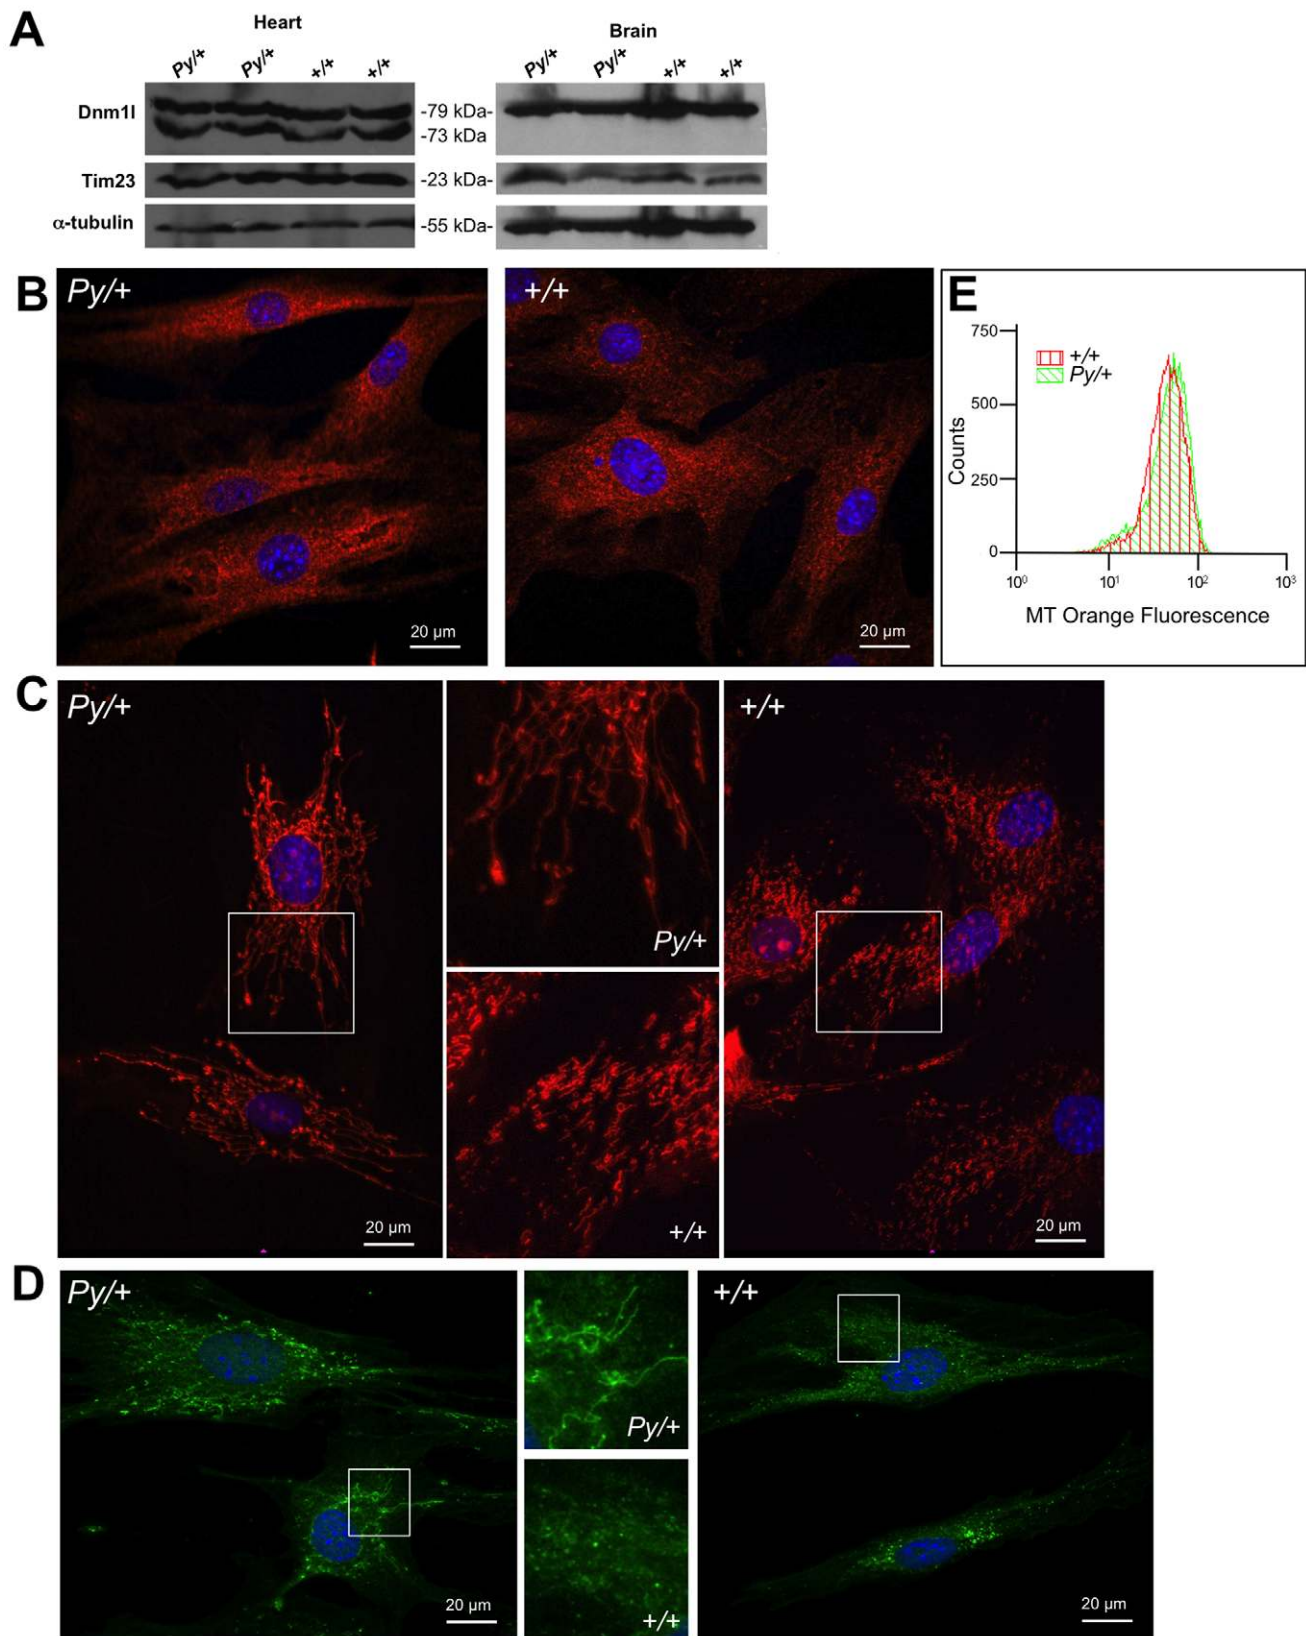 A
Heart
Brain
Py/+ Py/+ +/+ +/+
Py/+ Py/+ +/+ +/+
Dnm1l
-79 kDa-
-73 kDa
Tim23
-23 kDa-
α-tubulin
-55 kDa-
B
Py/+
20 µm
+/+
20 µm
E
750
500
250
0
Counts
+/+
Py/+
10⁰ 10¹ 10² 10³
MT Orange Fluorescence
C
Py/+
20 µm
Py/+
+/+
+/+
20 µm
D
Py/+
20 µm
Py/+
+/+
+/+
20 µm